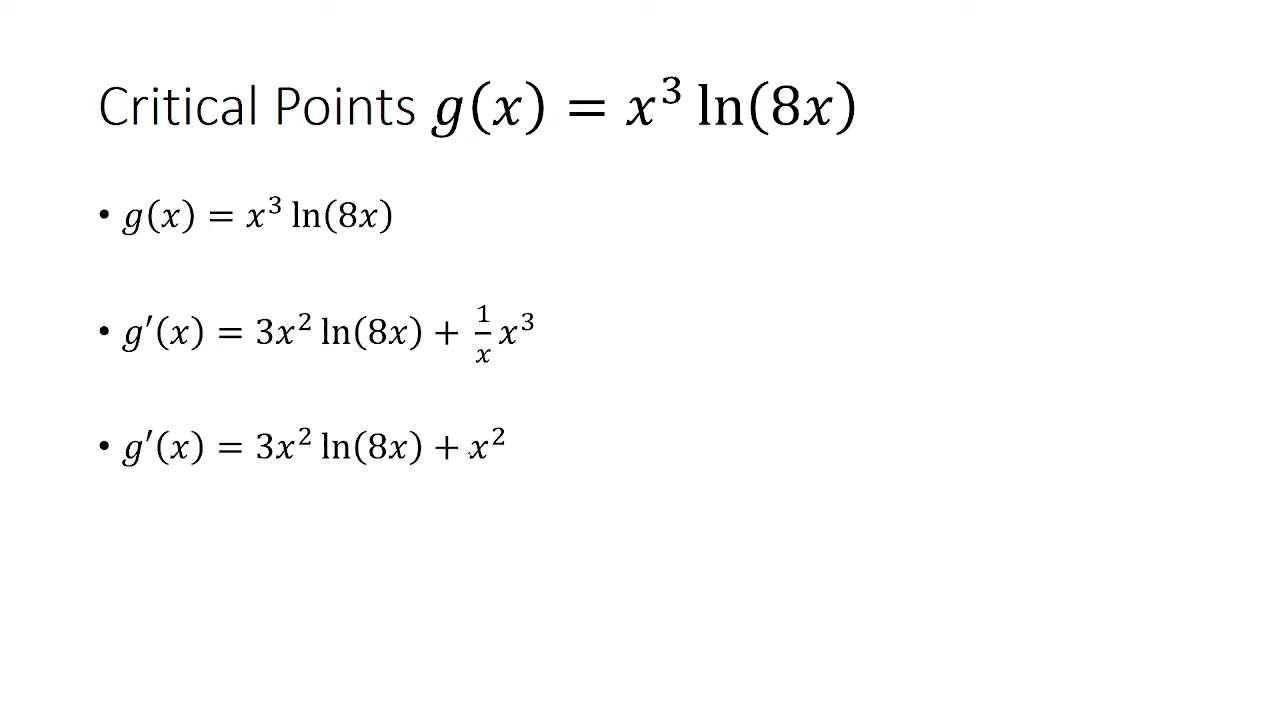 Critical Points g(x) = x³ ln(8x)
• g(x) = x³ ln(8x)
• g′(x) = 3x² ln(8x) + 1/x x³
• g′(x) = 3x² ln(8x) + x²